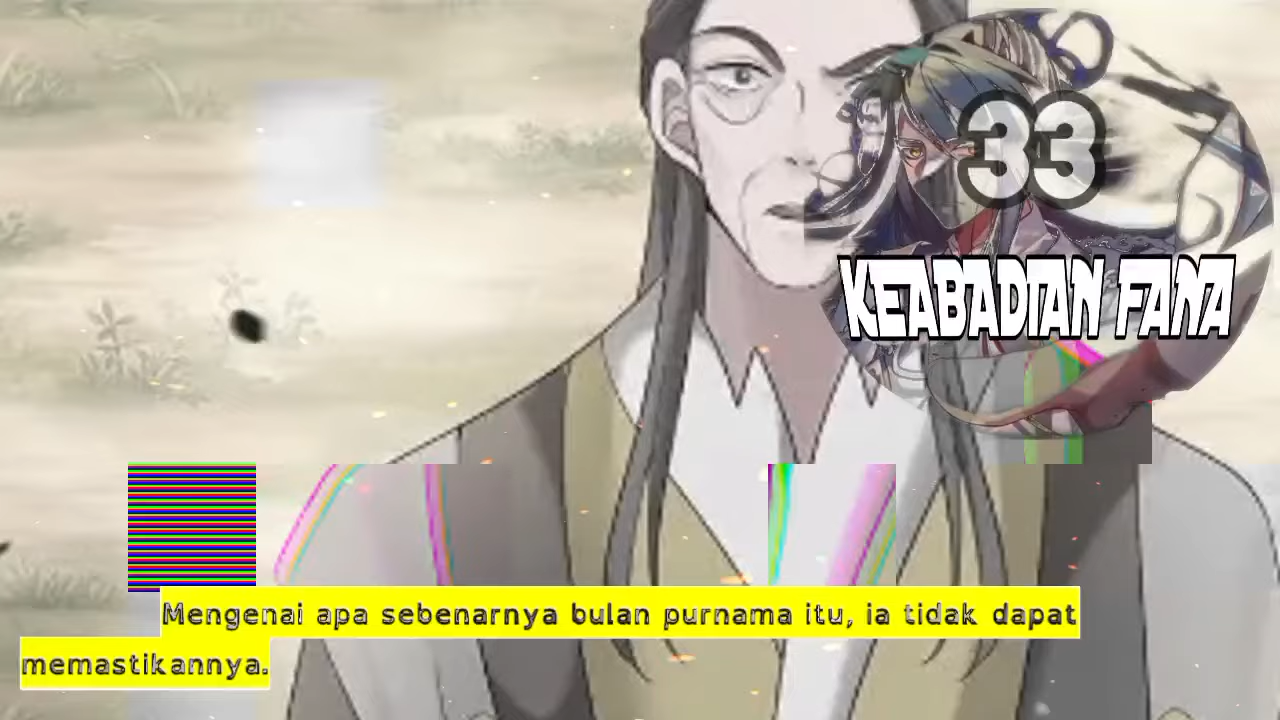 33
KEABADIAN FANA
Mengenai apa sebenarnya bulan purnama itu, ia tidak dapat
memastikannya.